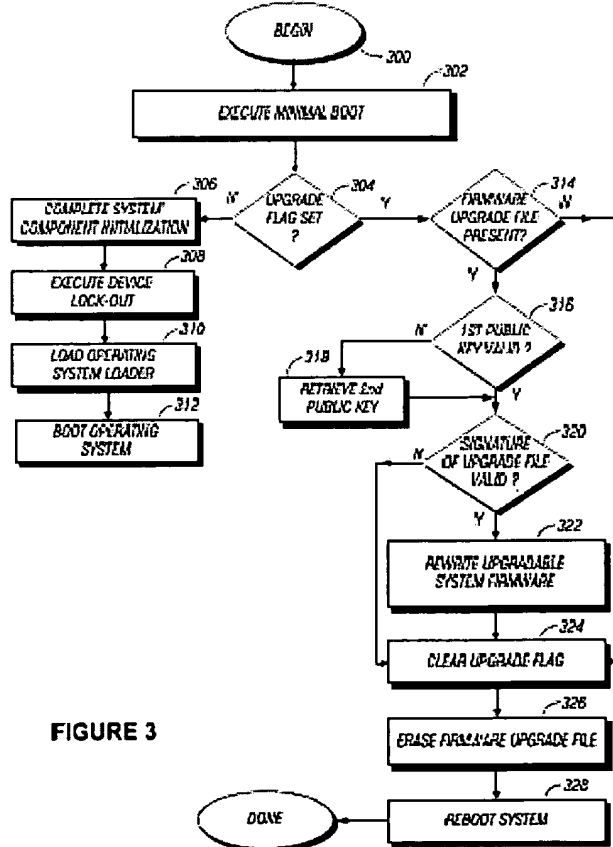 BEGIN
300
302
EXECUTE MINIMAL BOOT
304
UPGRADE
FLAG SET
?
N
Y
306
COMPLETE SYSTEM
COMPONENT INITIALIZATION
308
EXECUTE DEVICE
LOCK-OUT
310
LOAD OPERATING
SYSTEM LOADER
312
BOOT OPERATING
SYSTEM
314
FIRMWARE
UPGRADE FILE
PRESENT?
N
Y
316
1ST PUBLIC
KEY VALID ?
N
Y
318
RETRIEVE 2nd
PUBLIC KEY
320
SIGNATURE
OF UPGRADE FILE
VALID ?
N
Y
322
REWRITE UPGRADABLE
SYSTEM FIRMWARE
324
CLEAR UPGRADE FLAG
326
ERASE FIRMWARE UPGRADE FILE
328
REBOOT SYSTEM
DONE
FIGURE 3